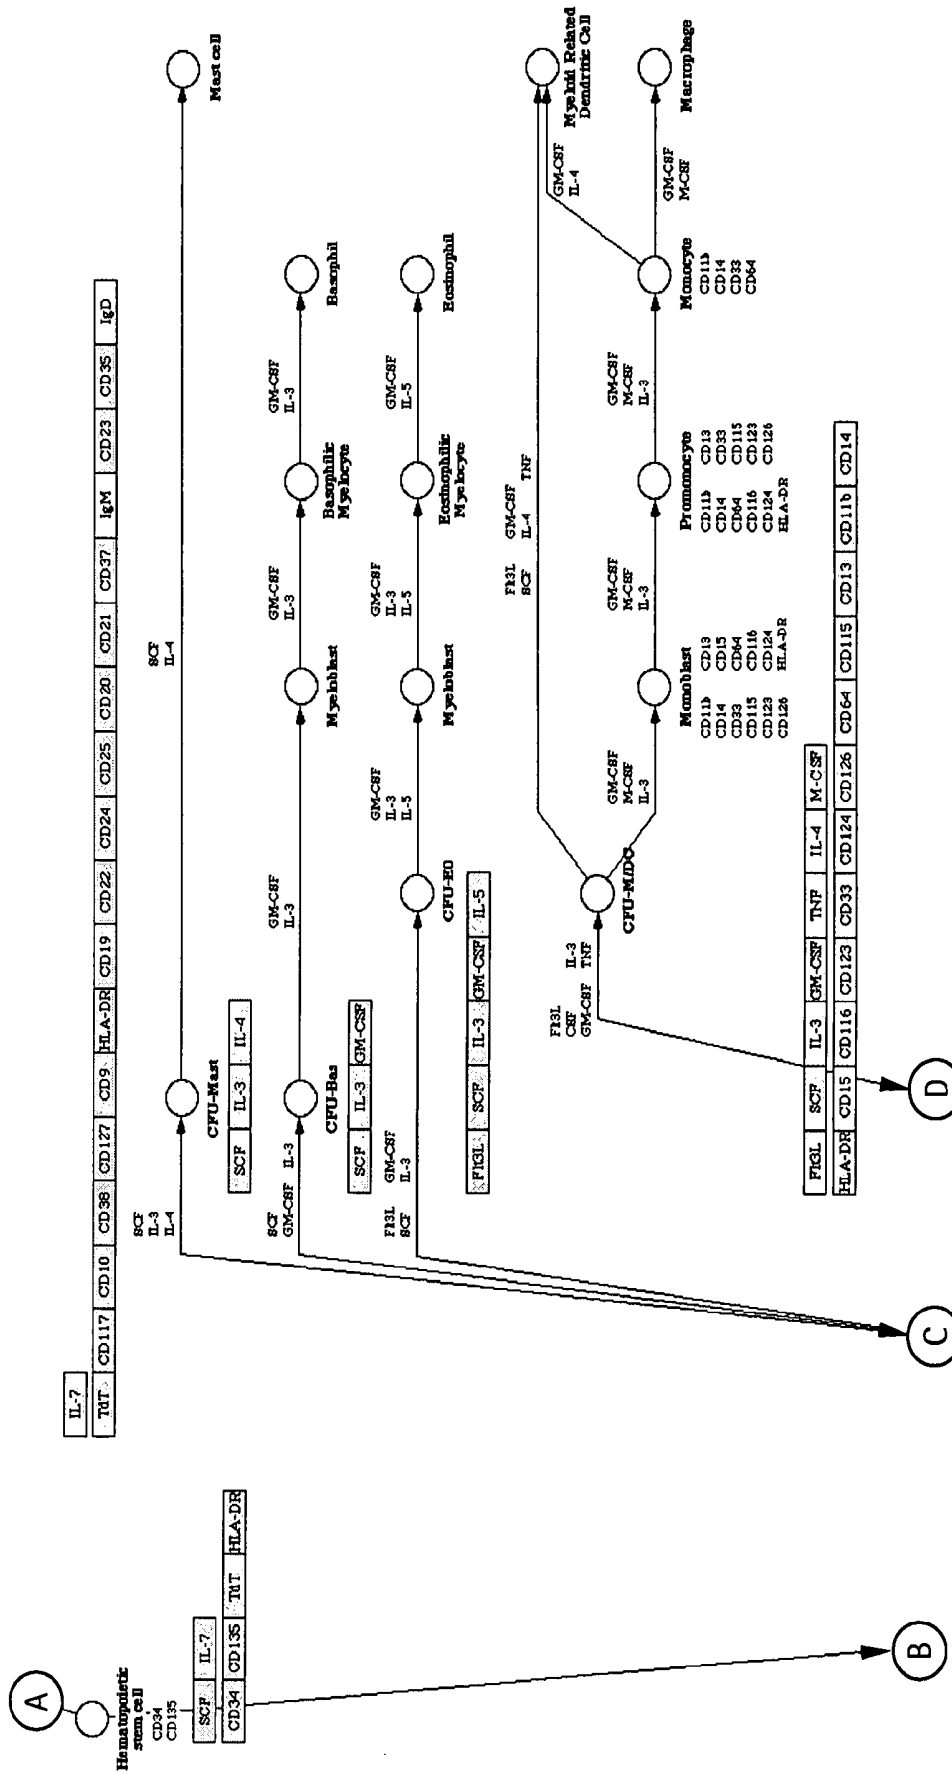 A
Hematopoietic
stem cell
CD34
CD135
SCF IL-7
CD34 CD135 TdT HLA-DR
B
IL-7
TdT CD117 CD10 CD38 CD127 CD9 HLA-DR CD19 CD22 CD24 CD25 CD20 CD21 CD37 IgM CD23 CD35 IgD
SCF
IL-3
IL-4
CFU-Mast
SCF IL-3 IL-4
SCF
IL-4
Mast cell
SCF IL-3
GM-CSF
CFU-Bas
SCF IL-3 GM-CSF
GM-CSF
IL-3
Myeloblast
GM-CSF
IL-3
Basophilic
Myelocyte
GM-CSF
IL-3
Basophil
Flt3L GM-CSF
SCF IL-3
CFU-EO
Flt3L SCF IL-3 GM-CSF IL-5
GM-CSF
IL-3
IL-5
Myeloblast
GM-CSF
IL-3
IL-5
Eosinophilic
Myelocyte
GM-CSF
IL-5
Eosinophil
C
Flt3L IL-3
CSF TNF
GM-CSF
CFU-M/DC
Flt3L GM-CSF TNF
SCF IL-4
Myeloid Related
Dendritic Cell
GM-CSF
M-CSF
IL-3
Monoblast
CD11b CD13
CD14 CD15
CD33 CD64
CD115 CD116
CD123 CD124
CD126 HLA-DR
GM-CSF
M-CSF
IL-3
Promonocyte
CD11b CD13
CD14 CD33
CD64 CD115
CD116 CD123
CD124 CD126
HLA-DR
GM-CSF
M-CSF
IL-3
Monocyte
CD11b
CD14
CD33
CD64
GM-CSF
IL-4
GM-CSF
M-CSF
Macrophage
Flt3L SCF IL-3 GM-CSF TNF IL-4 M-CSF
HLA-DR CD15 CD116 CD123 CD33 CD124 CD126 CD64 CD115 CD13 CD11b CD14
D